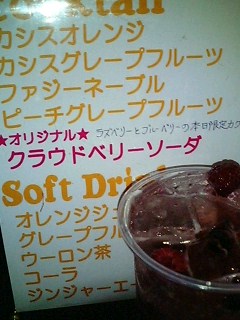 カシスオレンジ
カシスグレープフルーツ
ファジーネーブル
ピーチグレープフルーツ
★オリジナル★ ラズベリーとブルーベリーの本日限定カク
クラウドベリーソーダ
Soft Dri
オレンジジュ
グレープフル
ウーロン茶
コーラ
ジンジャーエー